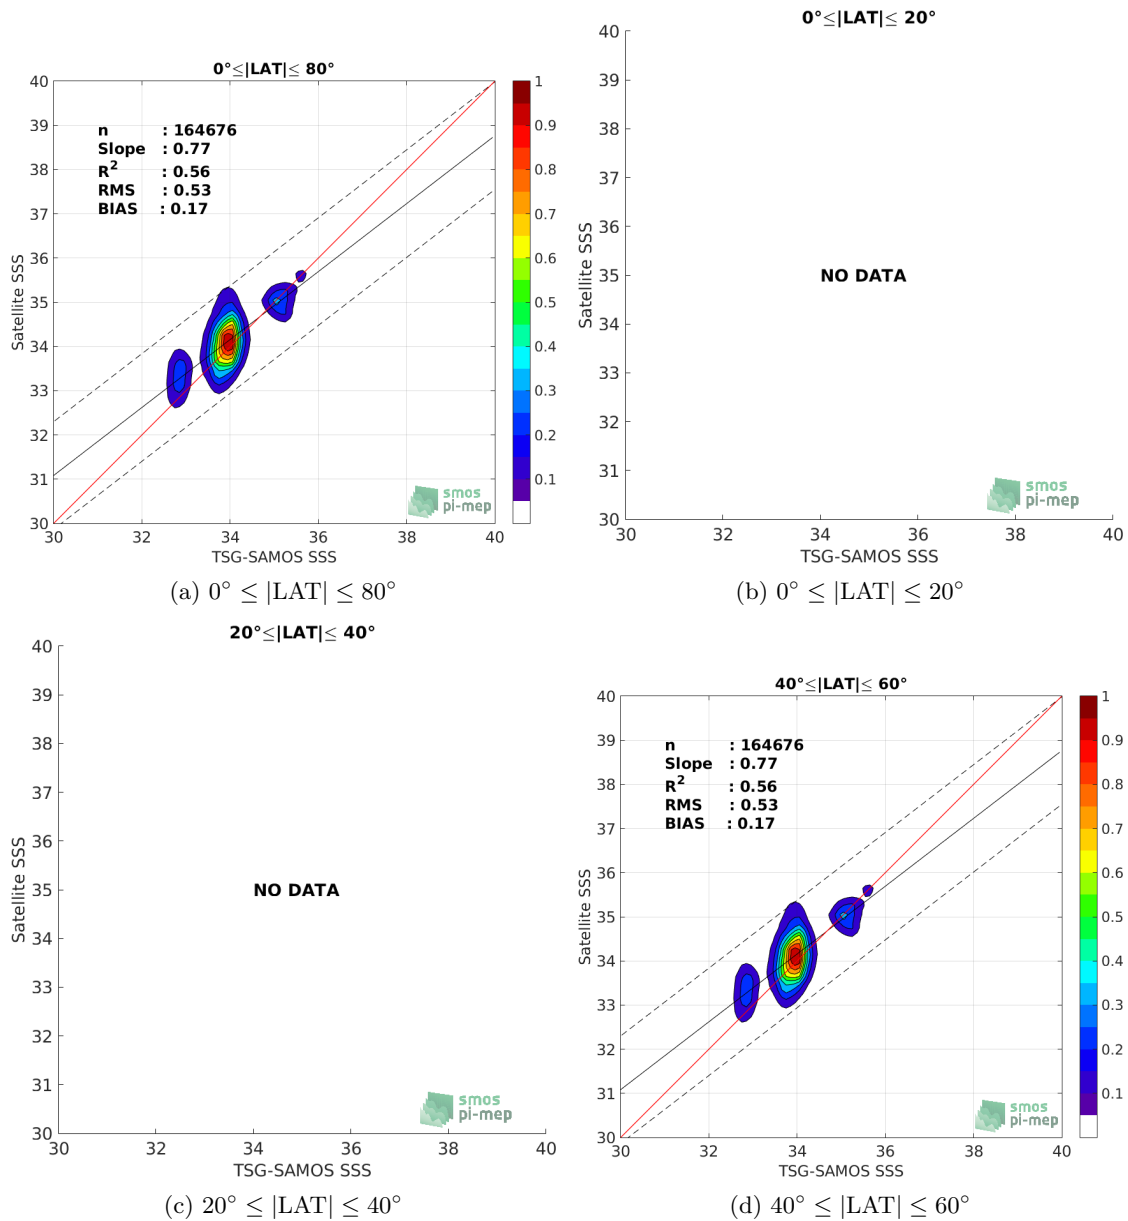 0°≤|LAT|≤ 80°
40
39
38
37
36
35
34
33
32
31
30
Satellite SSS
n : 164676
Slope : 0.77
R2 : 0.56
RMS : 0.53
BIAS : 0.17
1
0.9
0.8
0.7
0.6
0.5
0.4
0.3
0.2
0.1
smos
pi-mep
30 32 34 36 38 40
TSG-SAMOS SSS
(a) 0° ≤ |LAT| ≤ 80°
0°≤|LAT|≤ 20°
40
39
38
37
36
35
34
33
32
31
30
Satellite SSS
NO DATA
smos
pi-mep
30 32 34 36 38 40
TSG-SAMOS SSS
(b) 0° ≤ |LAT| ≤ 20°
20°≤|LAT|≤ 40°
40
39
38
37
36
35
34
33
32
31
30
Satellite SSS
NO DATA
smos
pi-mep
30 32 34 36 38 40
TSG-SAMOS SSS
(c) 20° ≤ |LAT| ≤ 40°
40°≤|LAT|≤ 60°
40
39
38
37
36
35
34
33
32
31
30
Satellite SSS
n : 164676
Slope : 0.77
R2 : 0.56
RMS : 0.53
BIAS : 0.17
1
0.9
0.8
0.7
0.6
0.5
0.4
0.3
0.2
0.1
smos
pi-mep
30 32 34 36 38 40
TSG-SAMOS SSS
(d) 40° ≤ |LAT| ≤ 60°